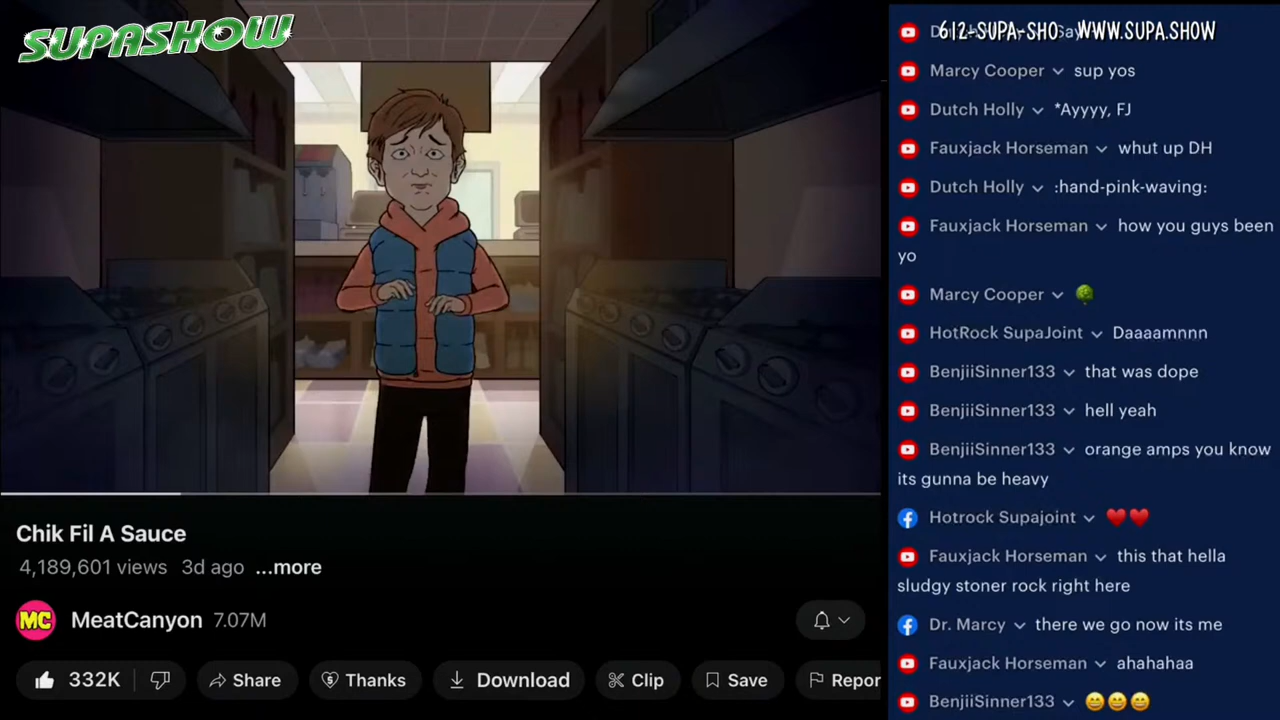 SUPASHOW
612-SUPA-SHO WWW.SUPA.SHOW
Marcy Cooper sup yos
Dutch Holly *Ayyyy, FJ
Fauxjack Horseman whut up DH
Dutch Holly :hand-pink-waving:
Fauxjack Horseman how you guys been
yo
Marcy Cooper
HotRock SupaJoint Daaaamnnn
BenjiiSinner133 that was dope
BenjiiSinner133 hell yeah
BenjiiSinner133 orange amps you know
its gunna be heavy
Hotrock Supajoint
Fauxjack Horseman this that hella
sludgy stoner rock right here
Dr. Marcy there we go now its me
Fauxjack Horseman ahahahaa
BenjiiSinner133
Chik Fil A Sauce
4,189,601 views 3d ago ...more
MC MeatCanyon 7.07M
332K Share Thanks Download Clip Save Repor